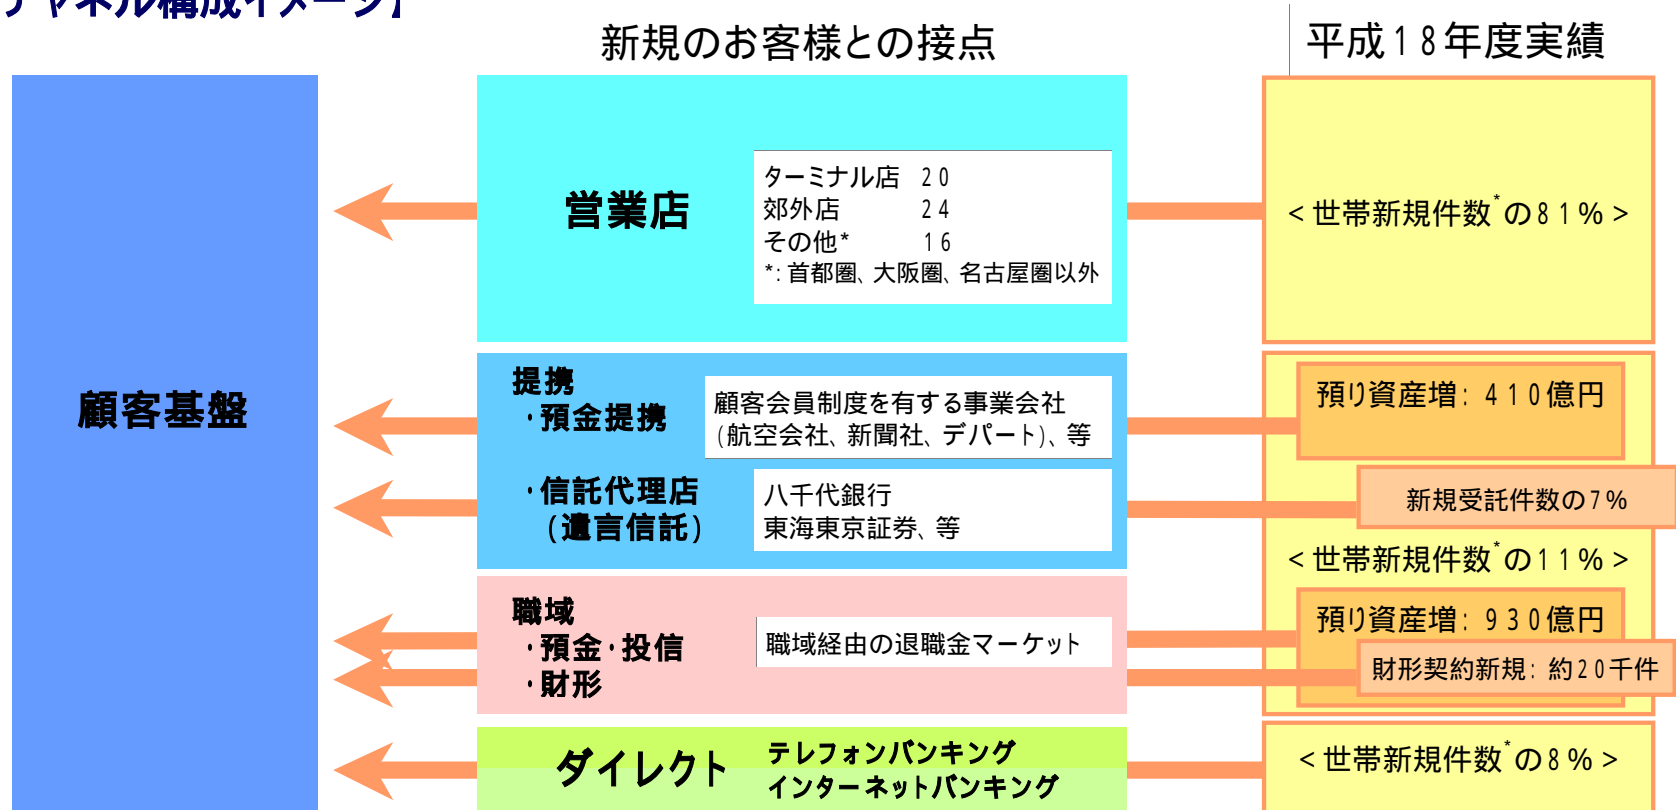 チャネル構成イメージ】
新規のお客様との接点
平成18年度実績
顧客基盤
営業店
ターミナル店 20
郊外店 24
その他* 16
*:首都圏、大阪圏、名古屋圏以外
<世帯新規件数*の81%>
提携
・預金提携
顧客会員制度を有する事業会社
(航空会社、新聞社、デパート)、等
預り資産増:410億円
・信託代理店
(遺言信託)
八千代銀行
東海東京証券、等
新規受託件数の7%
<世帯新規件数*の11%>
職域
・預金・投信
・財形
職域経由の退職金マーケット
預り資産増:930億円
財形契約新規:約20千件
ダイレクト
テレフォンバンキング
インターネットバンキング
<世帯新規件数*の8%>